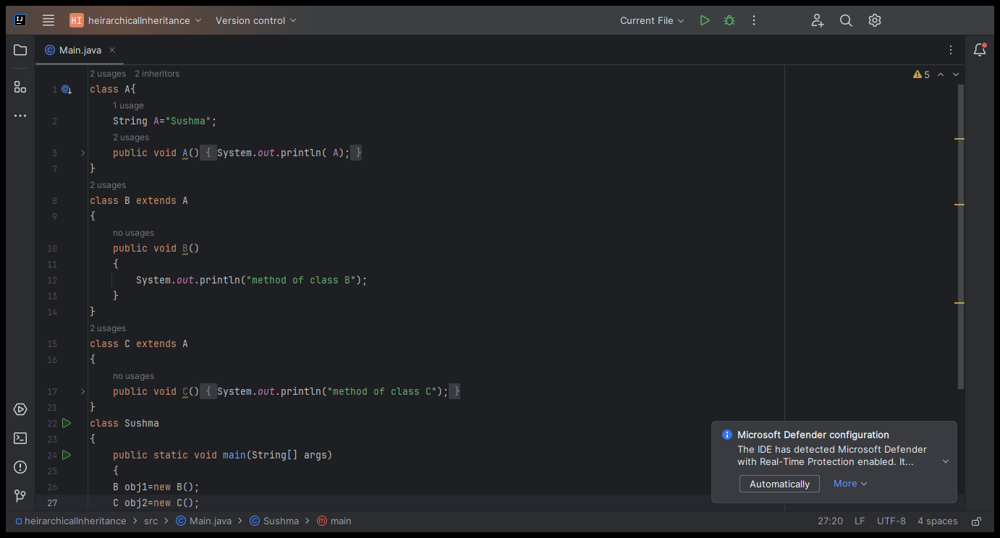 HI heirarchicalInheritance Version control Current File
Main.java
2 usages 2 inheritors
5
1 class A{
1 usage
2 String A="Sushma";
2 usages
3 public void A() { System.out.println( A); }
7 }
2 usages
8 class B extends A
9 {
no usages
10 public void B()
11 {
12 System.out.println("method of class B");
13 }
14 }
2 usages
15 class C extends A
16 {
no usages
17 public void C() { System.out.println("method of class C"); }
21 }
22 class Sushma
23 {
24 public static void main(String[] args)
25 {
26 B obj1=new B();
27 C obj2=new C();
Microsoft Defender configuration
The IDE has detected Microsoft Defender
with Real-Time Protection enabled. It...
Automatically More
heirarchicalInheritance > src > Main.java > Sushma > main 27:20 LF UTF-8 4 spaces